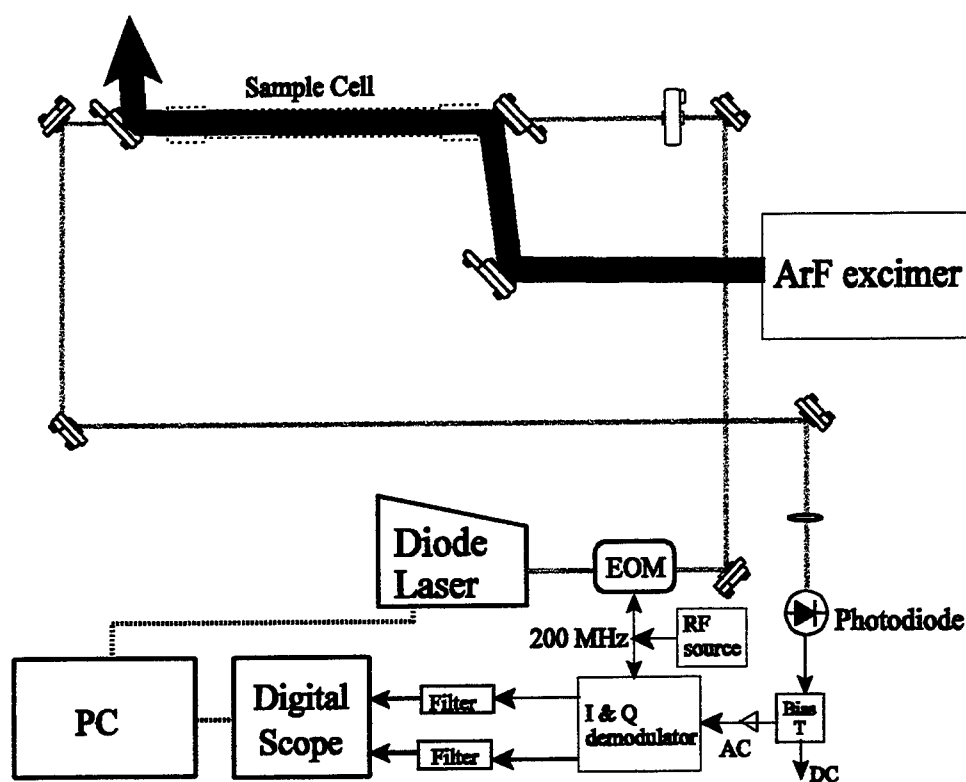 Sample Cell
ArF excimer
Diode
Laser
EOM
Photodiode
200 MHz
RF
source
PC
Digital
Scope
Filter
Filter
I & Q
demodulator
AC
Bias
T
DC